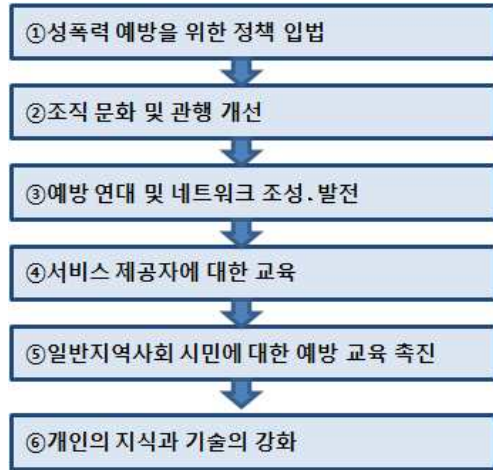 ①성폭력 예방을 위한 정책 입법
②조직 문화 및 관행 개선
③예방 연대 및 네트워크 조성.발전
④서비스 제공자에 대한 교육
⑤일반지역사회 시민에 대한 예방 교육 촉진
⑥개인의 지식과 기술의 강화